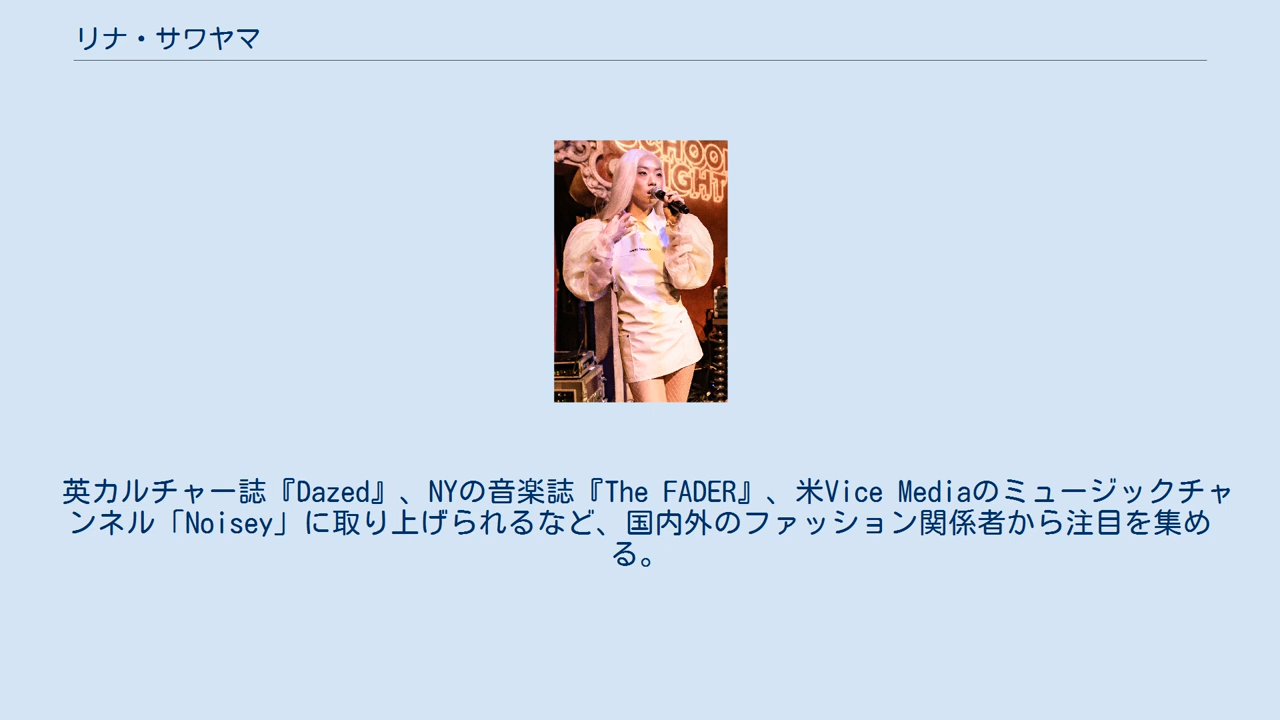 リナ・サワヤマ
SCHOOL
NIGHT
英カルチャー誌『Dazed』、NYの音楽誌『The FADER』、米Vice Mediaのミュージックチャ
ンネル「Noisey」に取り上げられるなど、国内外のファッション関係者から注目を集め
る。